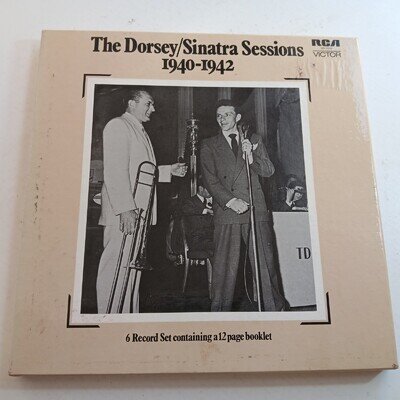 The Dorsey/Sinatra Sessions
1940-1942
RCA
VICTOR
TD
6 Record Set containing a 12 page booklet